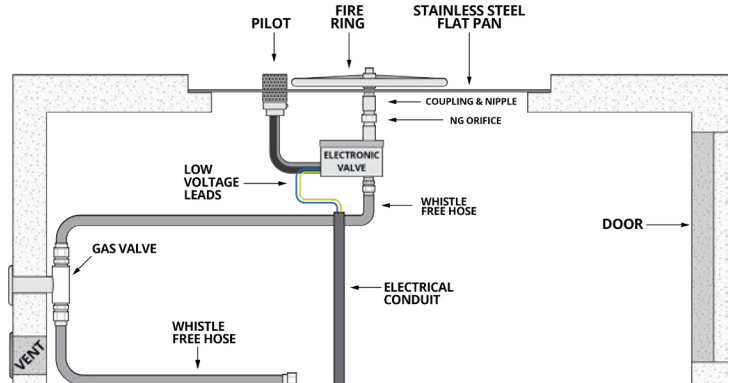 FIRE
RING
STAINLESS STEEL
FLAT PAN
PILOT
COUPLING & NIPPLE
NG ORIFICE
ELECTRONIC
VALVE
LOW
VOLTAGE
LEADS
WHISTLE
FREE HOSE
DOOR
GAS VALVE
ELECTRICAL
CONDUIT
WHISTLE
FREE HOSE
VENT